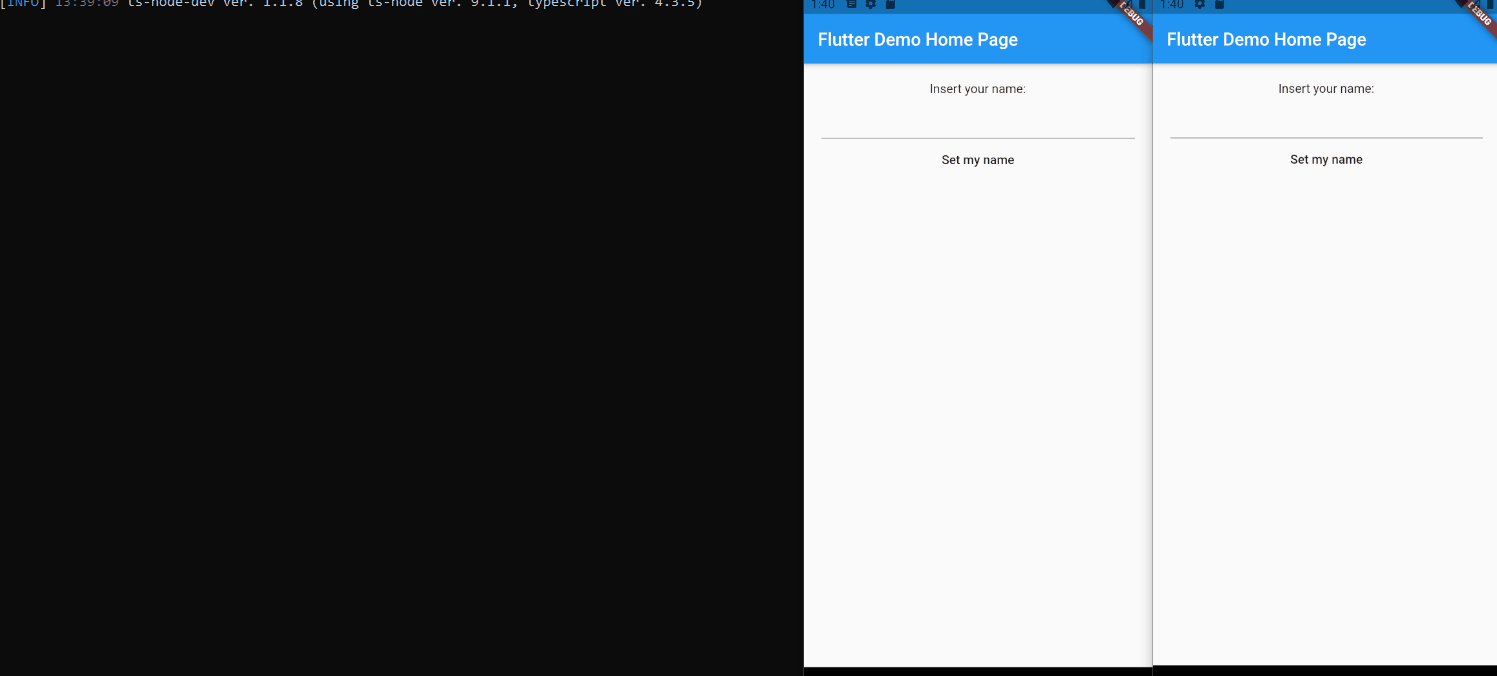 [INFO] 13:39:09 ts-node-dev ver. 1.1.8 (using ts-node ver. 9.1.1, typescript ver. 4.3.5)
1:40
DEBUG
Flutter Demo Home Page
Insert your name:
Set my name
1:40
DEBUG
Flutter Demo Home Page
Insert your name:
Set my name